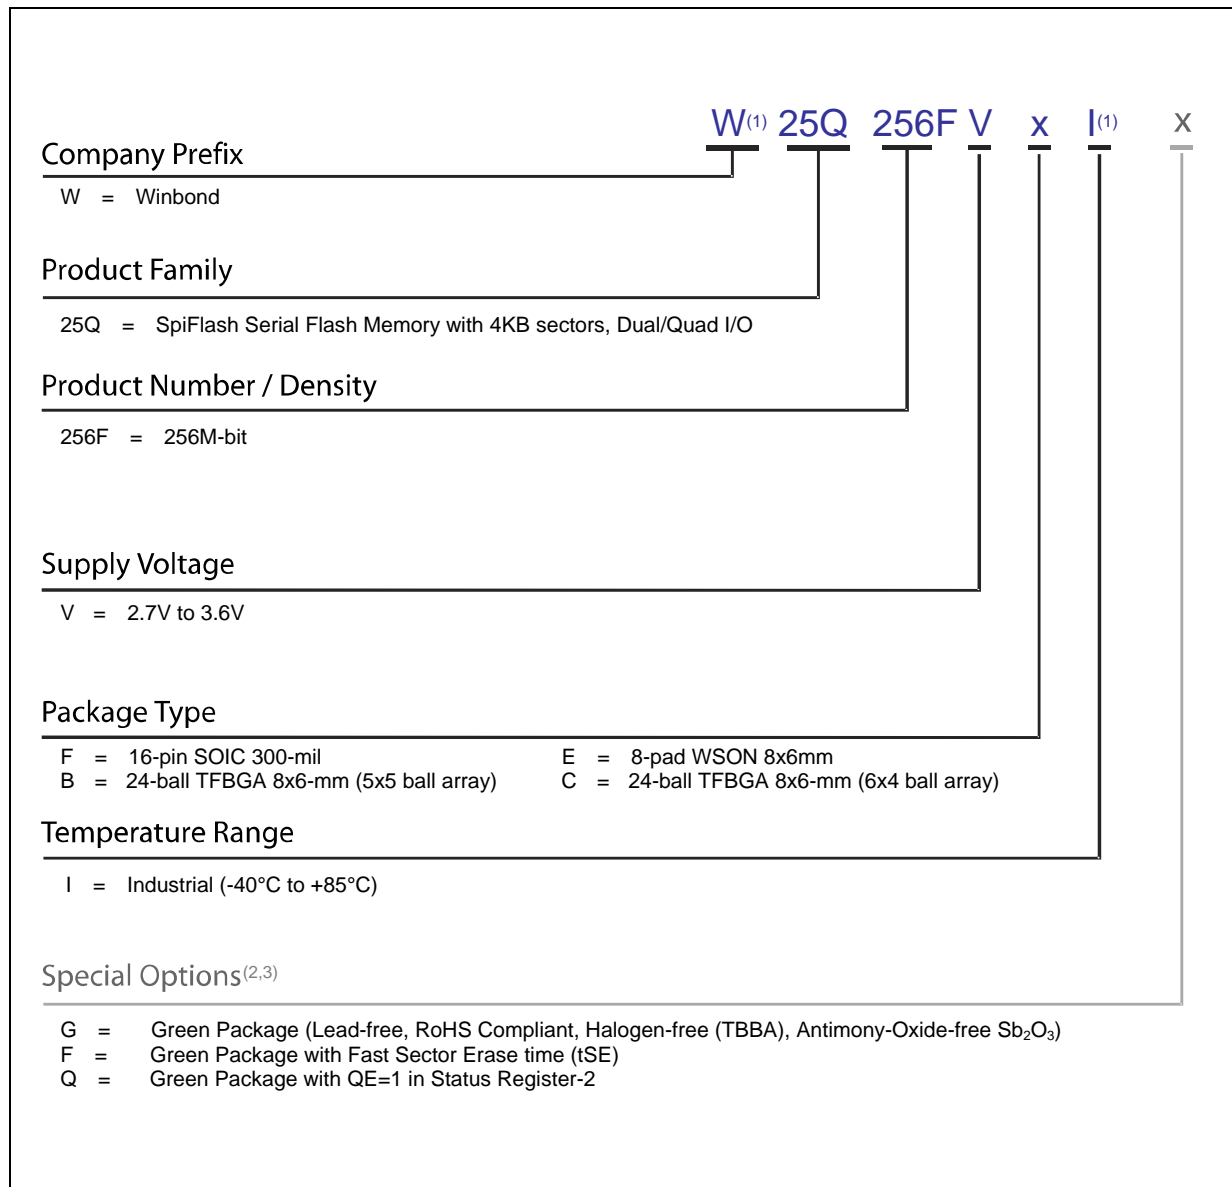 W(1) 25Q 256F V x I(1) x
Company Prefix
W = Winbond
Product Family
25Q = SpiFlash Serial Flash Memory with 4KB sectors, Dual/Quad I/O
Product Number / Density
256F = 256M-bit
Supply Voltage
V = 2.7V to 3.6V
Package Type
F = 16-pin SOIC 300-mil E = 8-pad WSON 8x6mm
B = 24-ball TFBGA 8x6-mm (5x5 ball array) C = 24-ball TFBGA 8x6-mm (6x4 ball array)
Temperature Range
I = Industrial (-40°C to +85°C)
Special Options(2,3)
G = Green Package (Lead-free, RoHS Compliant, Halogen-free (TBBA), Antimony-Oxide-free Sb₂O₃)
F = Green Package with Fast Sector Erase time (tSE)
Q = Green Package with QE=1 in Status Register-2